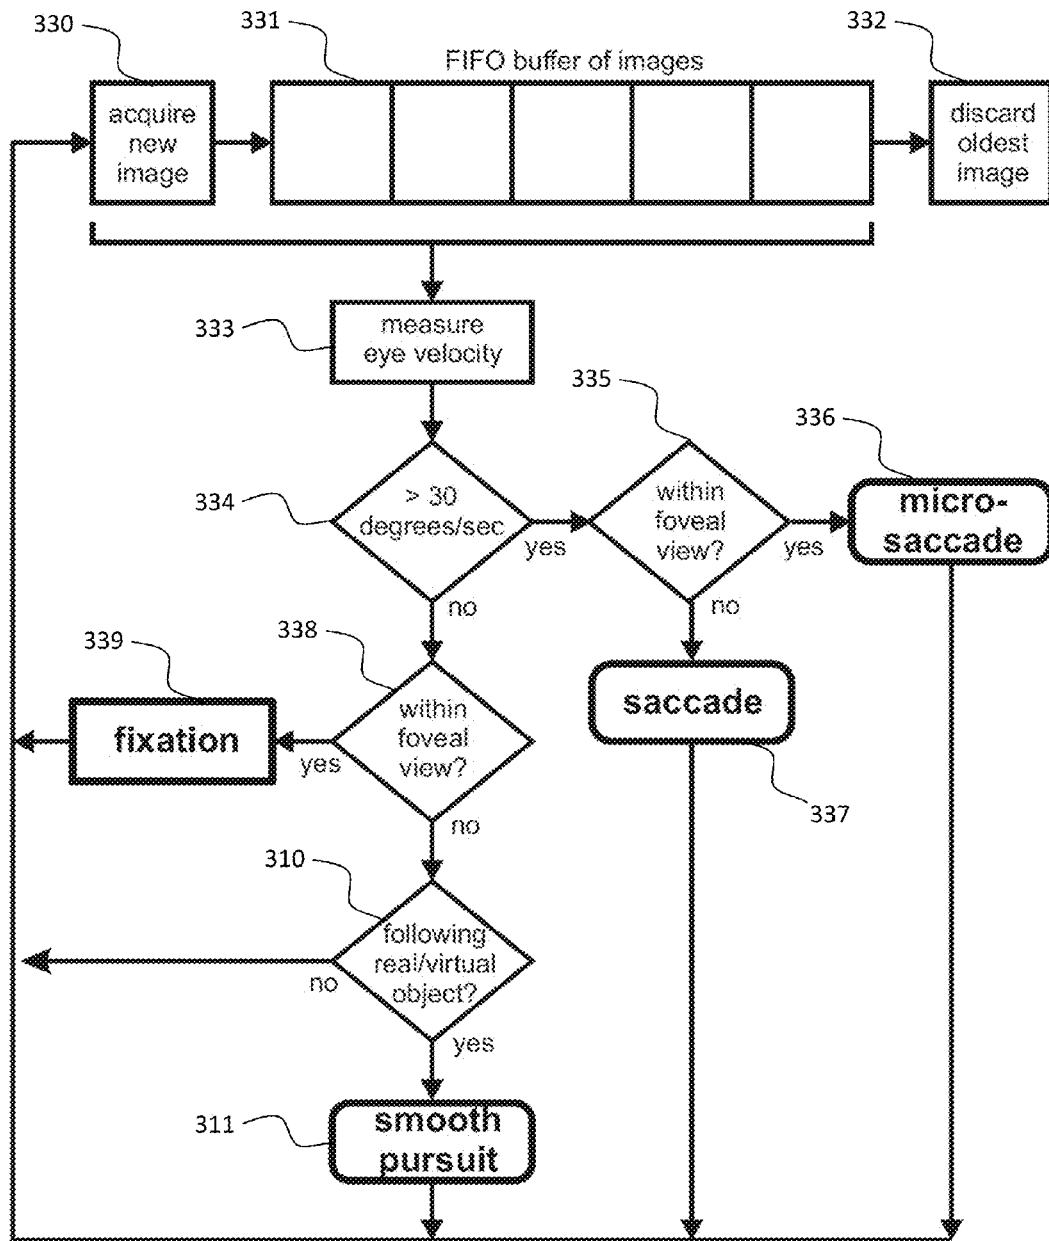 330
331
332
FIFO buffer of images
acquire
new
image
discard
oldest
image
333
measure
eye velocity
335
336
334
> 30
degrees/sec
yes
within
foveal
view?
yes
micro-
saccade
no
no
339
338
fixation
yes
within
foveal
view?
saccade
337
no
310
following
real/virtual
object?
no
yes
311
smooth
pursuit